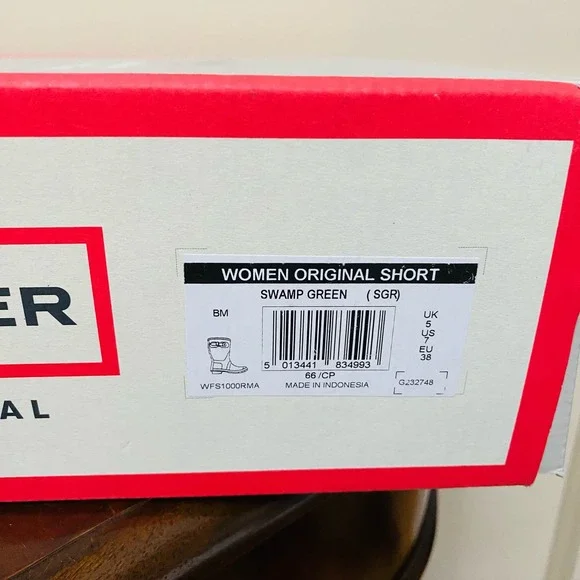 ER
AL
WOMEN ORIGINAL SHORT
SWAMP GREEN ( SGR)
BM
UK
5
US
7
EU
38
5 013441 834993
66 /CP
WFS1000RMA
MADE IN INDONESIA
G232748